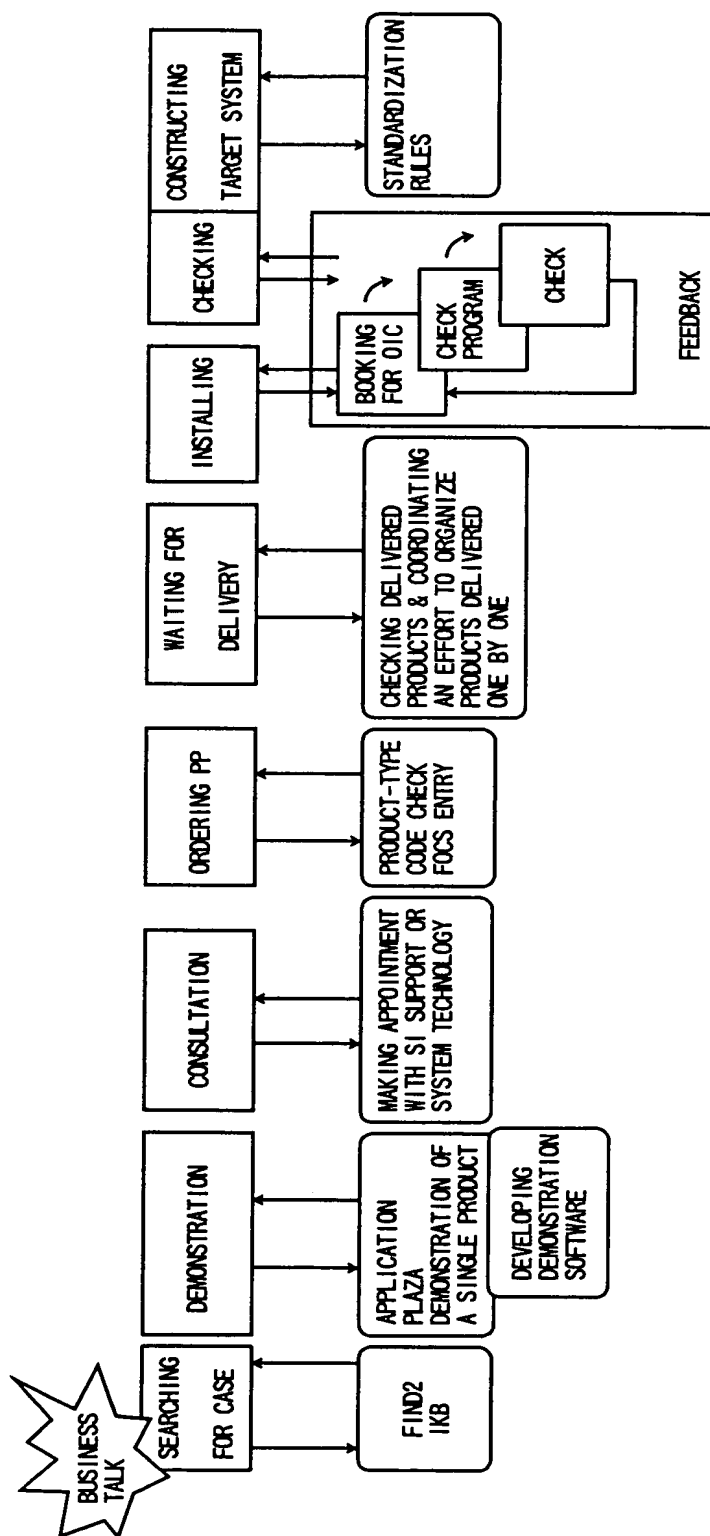 BUSINESS
TALK
SEARCHING
FOR CASE
DEMONSTRATION
CONSULTATION
ORDERING PP
WAITING FOR
DELIVERY
INSTALLING
CHECKING
CONSTRUCTING
TARGET SYSTEM
FIND2
IKB
APPLICATION
PLAZA
DEMONSTRATION OF
A SINGLE PRODUCT
DEVELOPING
DEMONSTRATION
SOFTWARE
MAKING APPOINTMENT
WITH SI SUPPORT OR
SYSTEM TECHNOLOGY
PRODUCT-TYPE
CODE CHECK
FOCS ENTRY
CHECKING DELIVERED
PRODUCTS & COORDINATING
AN EFFORT TO ORGANIZE
PRODUCTS DELIVERED
ONE BY ONE
BOOKING
FOR OIC
CHECK
PROGRAM
CHECK
FEEDBACK
STANDARDIZATION
RULES